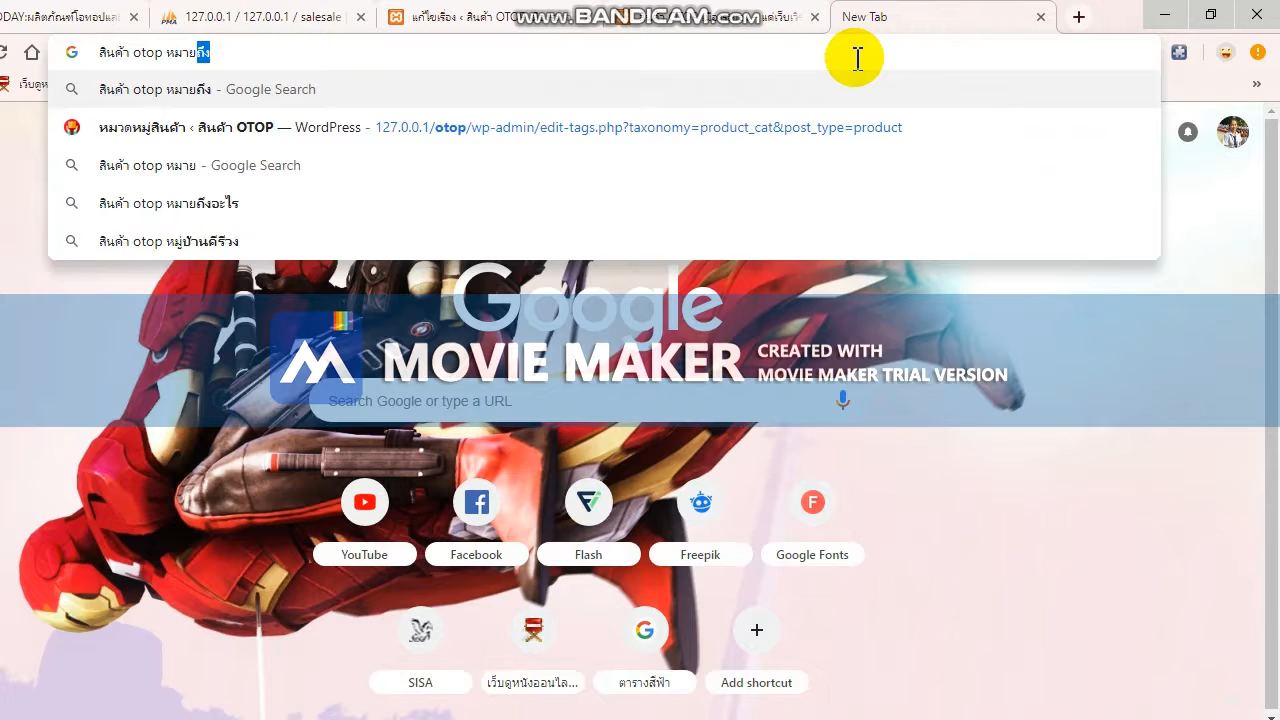 DAY:ผลิตภัณฑ์โอทอปและ
127.0.0.1 / 127.0.0.1 / salesale
แก้ไขเรื่อง ‹ สินค้า OTO
www.BANDICAM.com
New Tab
สินค้า otop หมายถึง
เว็บดูห
สินค้า otop หมายถึง - Google Search
หมวดหมู่สินค้า ‹ สินค้า OTOP — WordPress - 127.0.0.1/otop/wp-admin/edit-tags.php?taxonomy=product_cat&post_type=product
สินค้า otop หมาย - Google Search
สินค้า otop หมายถึงอะไร
สินค้า otop หมู่บ้านคีรีวง
Google
MOVIE MAKER
CREATED WITH
MOVIE MAKER TRIAL VERSION
Search Google or type a URL
F
YouTube
Facebook
Flash
Freepik
Google Fonts
SISA
เว็บดูหนังออนไล...
ตารางสีฟ้า
Add shortcut